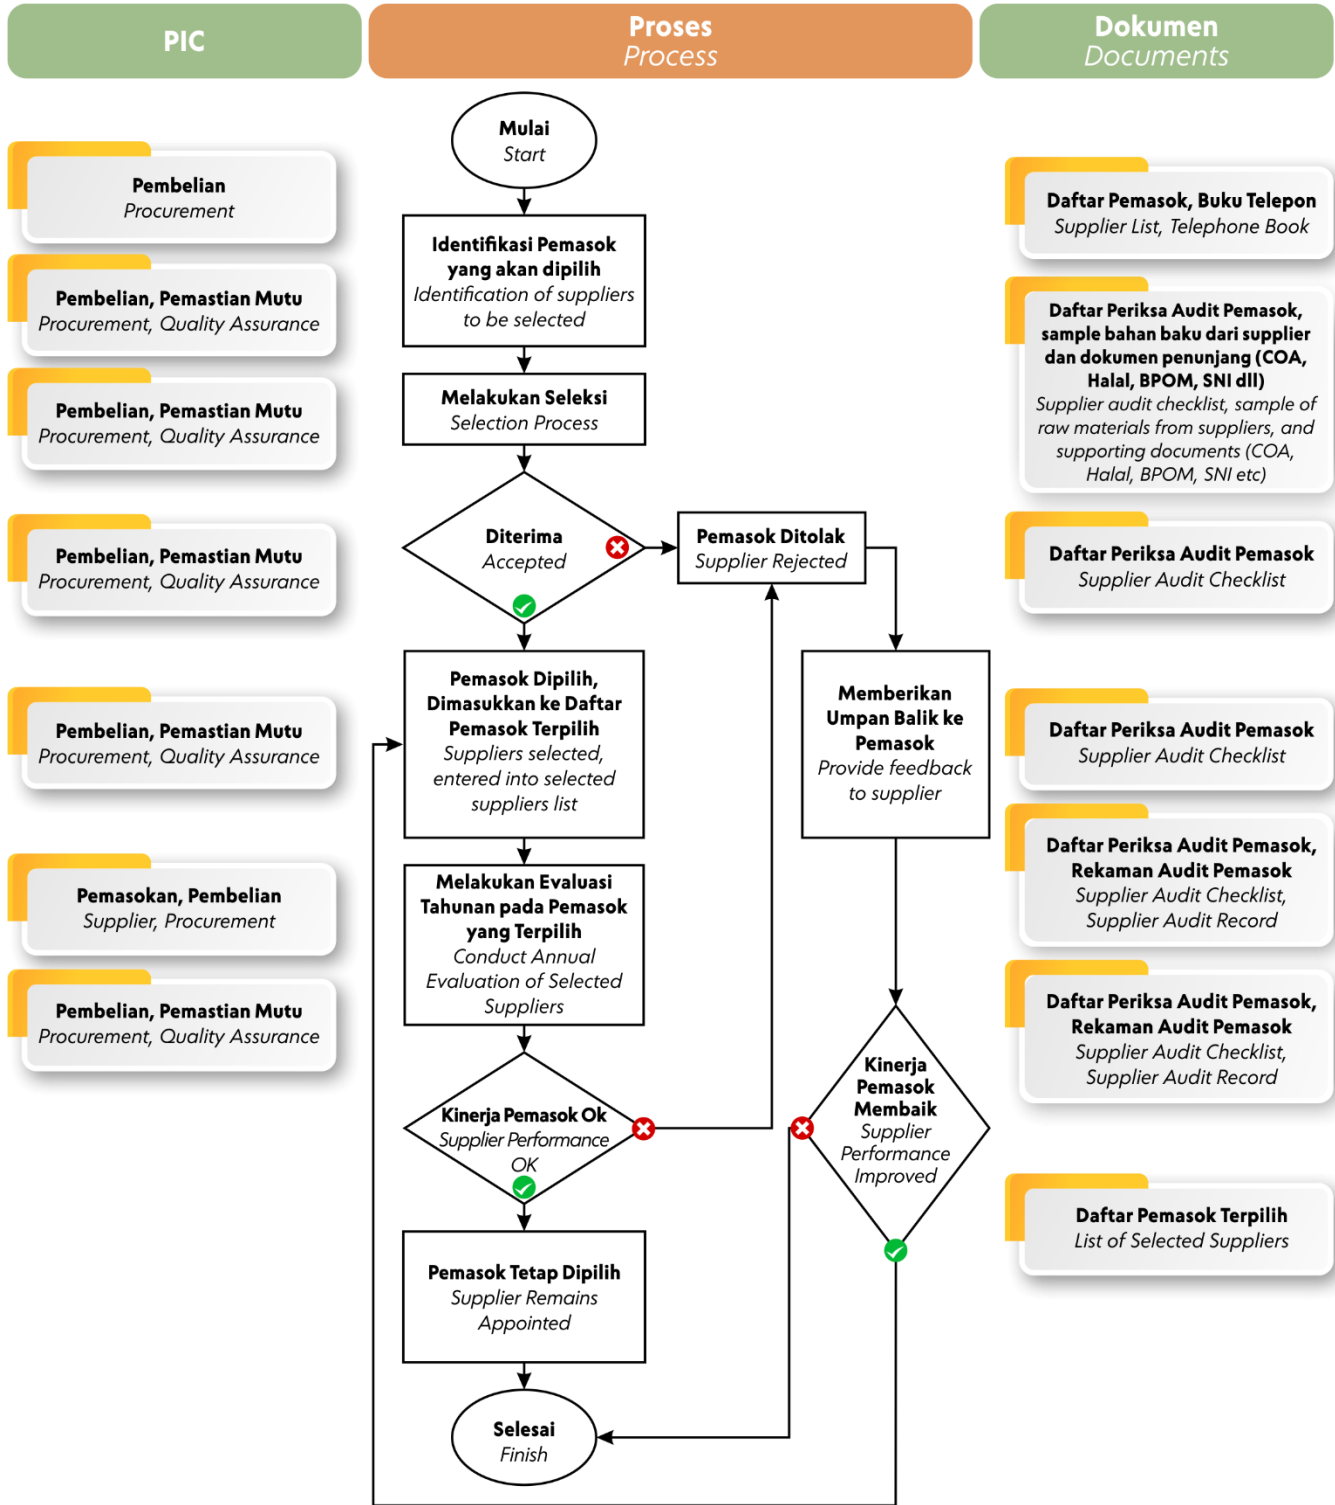 PIC
Proses
Process
Dokumen
Documents
Pembelian
Procurement
Pembelian, Pemastian Mutu
Procurement, Quality Assurance
Pembelian, Pemastian Mutu
Procurement, Quality Assurance
Pembelian, Pemastian Mutu
Procurement, Quality Assurance
Pembelian, Pemastian Mutu
Procurement, Quality Assurance
Pemasokan, Pembelian
Supplier, Procurement
Pembelian, Pemastian Mutu
Procurement, Quality Assurance
Mulai
Start
Identifikasi Pemasok
yang akan dipilih
Identification of suppliers
to be selected
Melakukan Seleksi
Selection Process
Diterima
Accepted
Pemasok Ditolak
Supplier Rejected
Pemasok Dipilih,
Dimasukkan ke Daftar
Pemasok Terpilih
Suppliers selected,
entered into selected
suppliers list
Memberikan
Umpan Balik ke
Pemasok
Provide feedback
to supplier
Melakukan Evaluasi
Tahunan pada Pemasok
yang Terpilih
Conduct Annual
Evaluation of Selected
Suppliers
Kinerja Pemasok Ok
Supplier Performance
OK
Kinerja
Pemasok
Membaik
Supplier
Performance
Improved
Pemasok Tetap Dipilih
Supplier Remains
Appointed
Selesai
Finish
Daftar Pemasok, Buku Telepon
Supplier List, Telephone Book
Daftar Periksa Audit Pemasok,
sample bahan baku dari supplier
dan dokumen penunjang (COA,
Halal, BPOM, SNI dll)
Supplier audit checklist, sample of
raw materials from suppliers, and
supporting documents (COA,
Halal, BPOM, SNI etc)
Daftar Periksa Audit Pemasok
Supplier Audit Checklist
Daftar Periksa Audit Pemasok
Supplier Audit Checklist
Daftar Periksa Audit Pemasok,
Rekaman Audit Pemasok
Supplier Audit Checklist,
Supplier Audit Record
Daftar Periksa Audit Pemasok,
Rekaman Audit Pemasok
Supplier Audit Checklist,
Supplier Audit Record
Daftar Pemasok Terpilih
List of Selected Suppliers